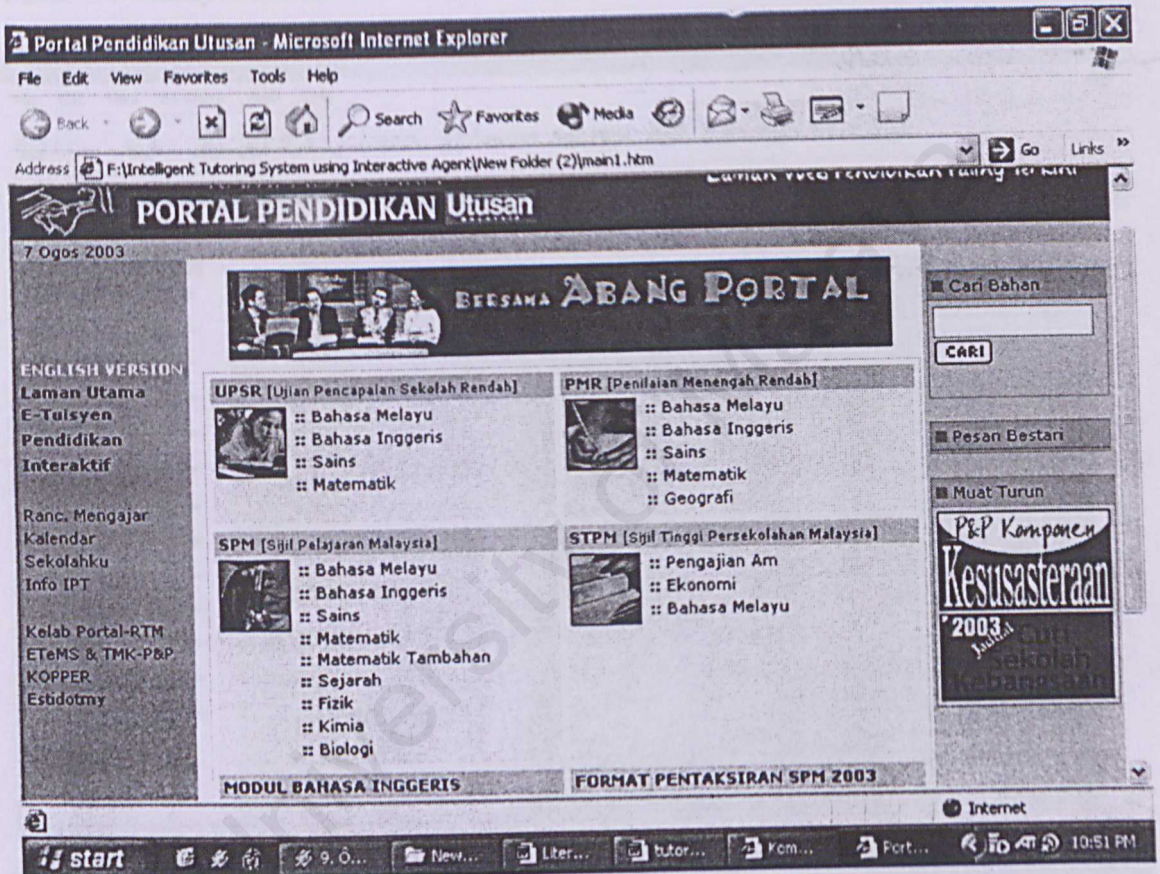 Portal Pendidikan Utusan - Microsoft Internet Explorer
File Edit View Favorites Tools Help
Back Search Favorites Media
Address F:\Intelligent Tutoring System using Interactive Agent\New Folder (2)\main1.htm Go Links »
PORTAL PENDIDIKAN Utusan
7 Ogos 2003
BERSAMA ABANG PORTAL
ENGLISH VERSION
Laman Utama
E-Tuisyen
Pendidikan
Interaktif
Ranc. Mengajar
Kalendar
Sekolahku
Info IPT
Kelab Portal-RTM
ETeMS & TMK-P&P
KOPPER
Estidotmy
UPSR [Ujian Pencapaian Sekolah Rendah]
:: Bahasa Melayu
:: Bahasa Inggeris
:: Sains
:: Matematik
PMR [Penilaian Menengah Rendah]
:: Bahasa Melayu
:: Bahasa Inggeris
:: Sains
:: Matematik
:: Geografi
SPM [Sijil Pelajaran Malaysia]
:: Bahasa Melayu
:: Bahasa Inggeris
:: Sains
:: Matematik
:: Matematik Tambahan
:: Sejarah
:: Fizik
:: Kimia
:: Biologi
STPM [Sijil Tinggi Persekolahan Malaysia]
:: Pengajian Am
:: Ekonomi
:: Bahasa Melayu
MODUL BAHASA INGGERIS
FORMAT PENTAKSIRAN SPM 2003
Cari Bahan
CARI
Pesan Bestari
Muat Turun
P&P Komponen
Kesusasteraan
2003 Jadual Cuti
Sekolah
Kebangsaan
Internet
start 9. Ô... New... Liter... tutor... Kom... Port... 10:51 PM